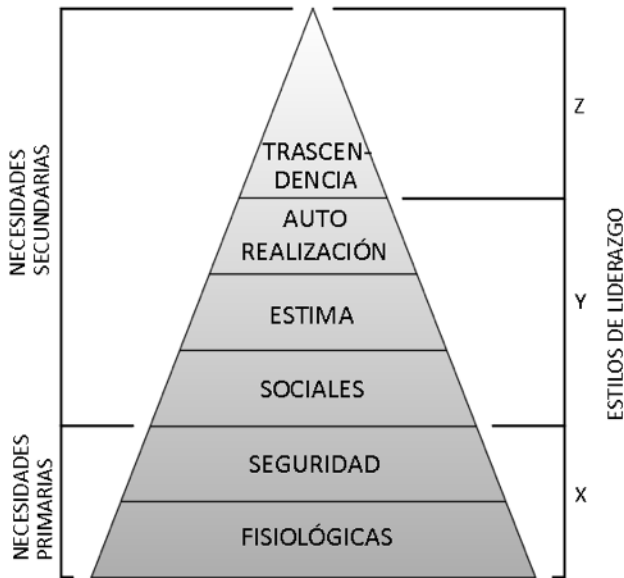 NECESIDADES
SECUNDARIAS
NECESIDADES
PRIMARIAS
TRASCEN-
DENCIA
AUTO
REALIZACIÓN
ESTIMA
SOCIALES
SEGURIDAD
FISIOLÓGICAS
Z
Y
X
ESTILOS DE LIDERAZGO